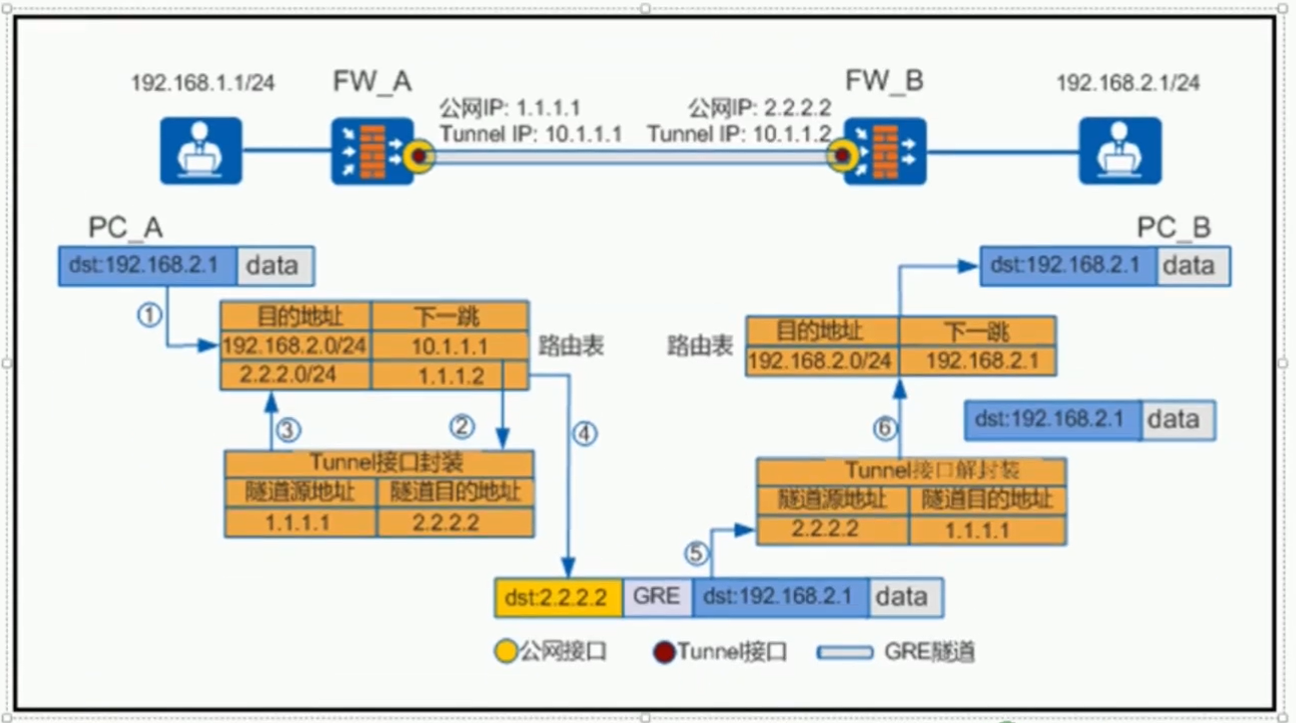 192.168.1.1/24
FW_A
FW_B
192.168.2.1/24
公网IP: 1.1.1.1
公网IP: 2.2.2.2
Tunnel IP: 10.1.1.1
Tunnel IP: 10.1.1.2
PC_A
PC_B
dst:192.168.2.1 data
dst:192.168.2.1 data
①
目的地址 下一跳
192.168.2.0/24 10.1.1.1
2.2.2.0/24 1.1.1.2
路由表
路由表
目的地址 下一跳
192.168.2.0/24 192.168.2.1
③
②
④
⑥
dst:192.168.2.1 data
Tunnel接口封装
隧道源地址 隧道目的地址
1.1.1.1 2.2.2.2
Tunnel接口解封装
隧道源地址 隧道目的地址
2.2.2.2 1.1.1.1
⑤
dst:2.2.2.2 GRE dst:192.168.2.1 data
公网接口 Tunnel接口 GRE隧道